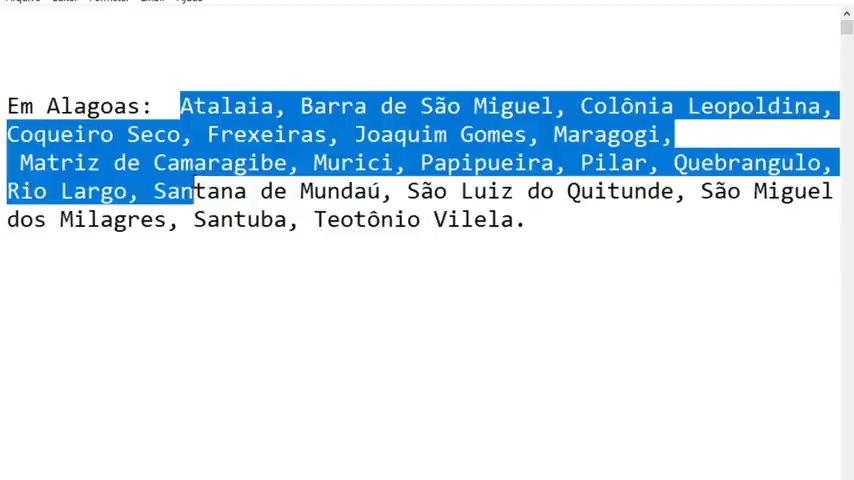 Em Alagoas:  Atalaia, Barra de São Miguel, Colônia Leopoldina,
Coqueiro Seco, Frexeiras, Joaquim Gomes, Maragogi,
Matriz de Camaragibe, Murici, Papipueira, Pilar, Quebrangulo,
Rio Largo, Santana de Mundaú, São Luiz do Quitunde, São Miguel
dos Milagres, Santuba, Teotônio Vilela.